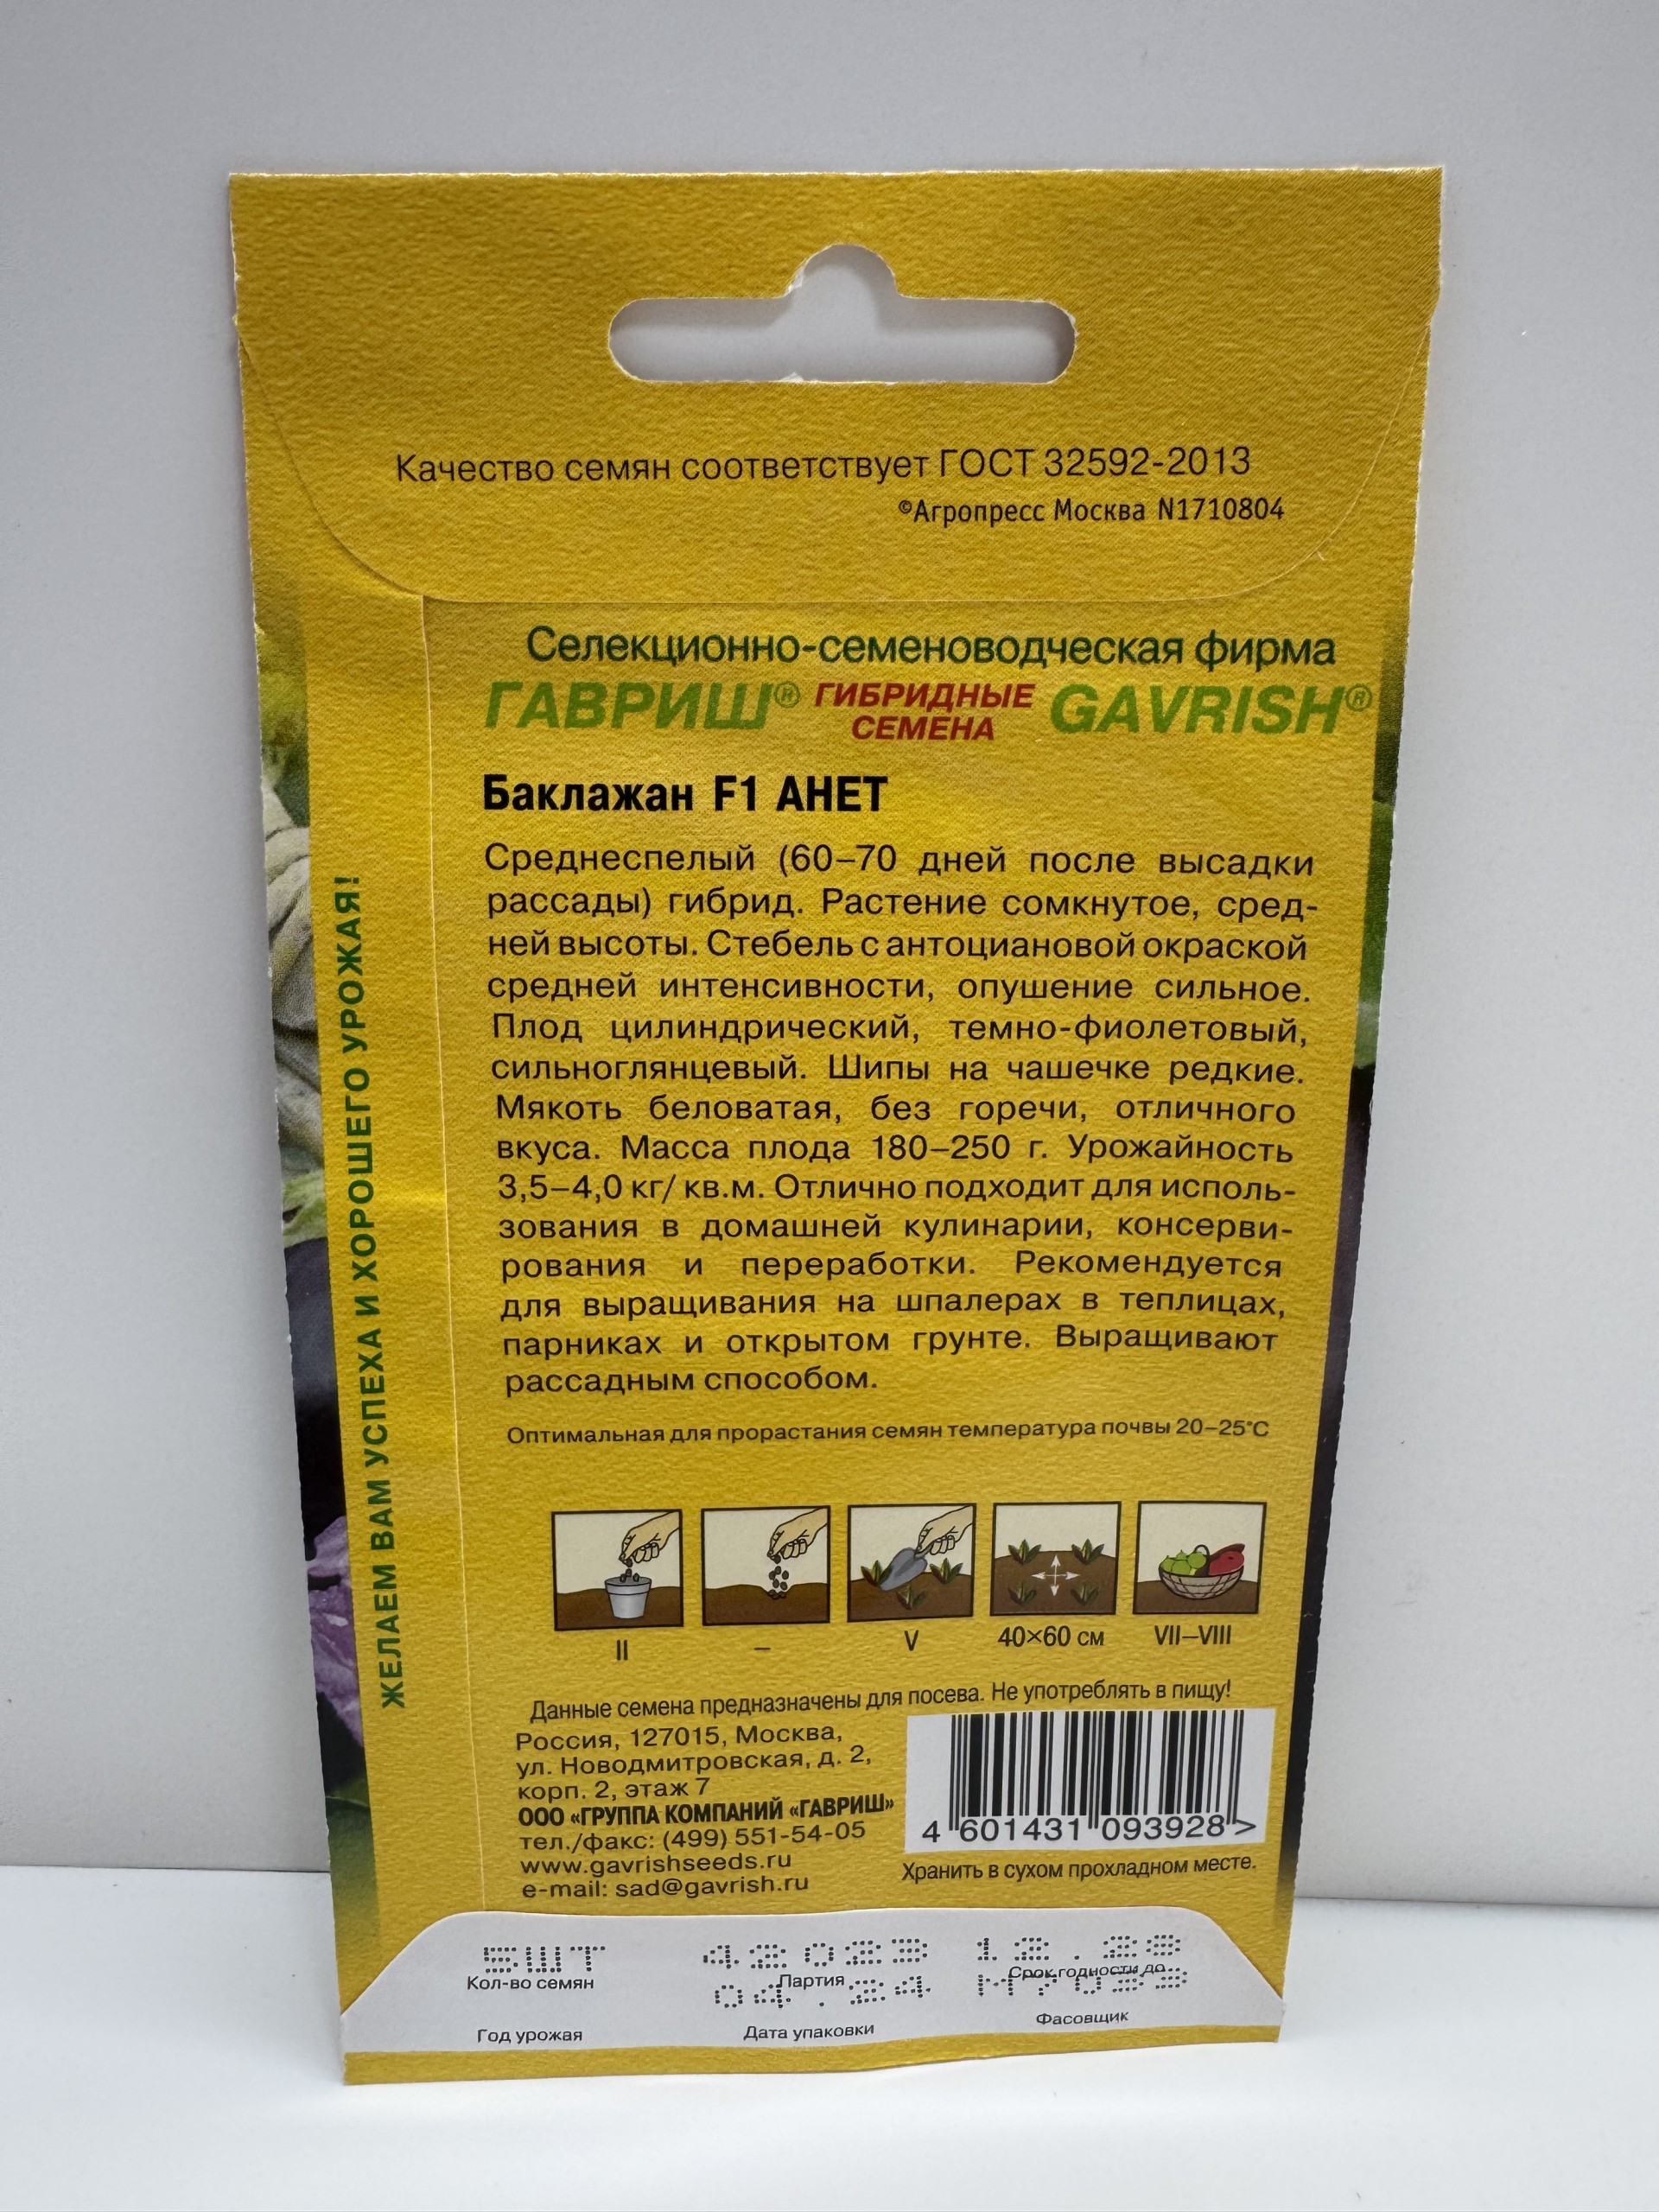 Качество семян соответствует ГОСТ 32592-2013
©Агропресс Москва N1710804
Селекционно-семеноводческая фирма
ГАВРИШ® ГИБРИДНЫЕ СЕМЕНА GAVRISH®
Баклажан F1 АНЕТ
Среднеспелый (60–70 дней после высадки
рассады) гибрид. Растение сомкнутое, сред-
ней высоты. Стебель с антоциановой окраской
средней интенсивности, опушение сильное.
Плод цилиндрический, темно-фиолетовый,
сильноглянцевый. Шипы на чашечке редкие.
Мякоть беловатая, без горечи, отличного
вкуса. Масса плода 180–250 г. Урожайность
3,5–4,0 кг/ кв.м. Отлично подходит для исполь-
зования в домашней кулинарии, консерви-
рования и переработки. Рекомендуется
для выращивания на шпалерах в теплицах,
парниках и открытом грунте. Выращивают
рассадным способом.
Оптимальная для прорастания семян температура почвы 20–25°С
II – V 40×60 см VII–VIII
Данные семена предназначены для посева. Не употреблять в пищу!
Россия, 127015, Москва,
ул. Новодмитровская, д. 2,
корп. 2, этаж 7
ООО «ГРУППА КОМПАНИЙ «ГАВРИШ»
тел./факс: (499) 551-54-05
www.gavrishseeds.ru
e-mail: sad@gavrish.ru
4 601431 093928 >
Хранить в сухом прохладном месте.
ЖЕЛАЕМ ВАМ УСПЕХА И ХОРОШЕГО УРОЖАЯ!
5ШТ 42023
Кол-во семян Партия Срок годности до
04.24
Год урожая Дата упаковки Фасовщик